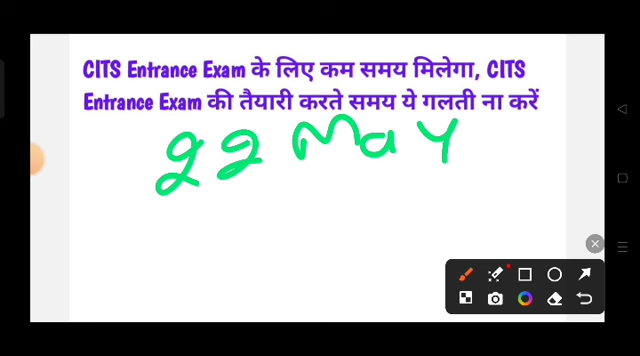 CITS Entrance Exam के लिए कम समय मिलेगा, CITS
Entrance Exam की तैयारी करते समय ये गलती ना करें
22 May